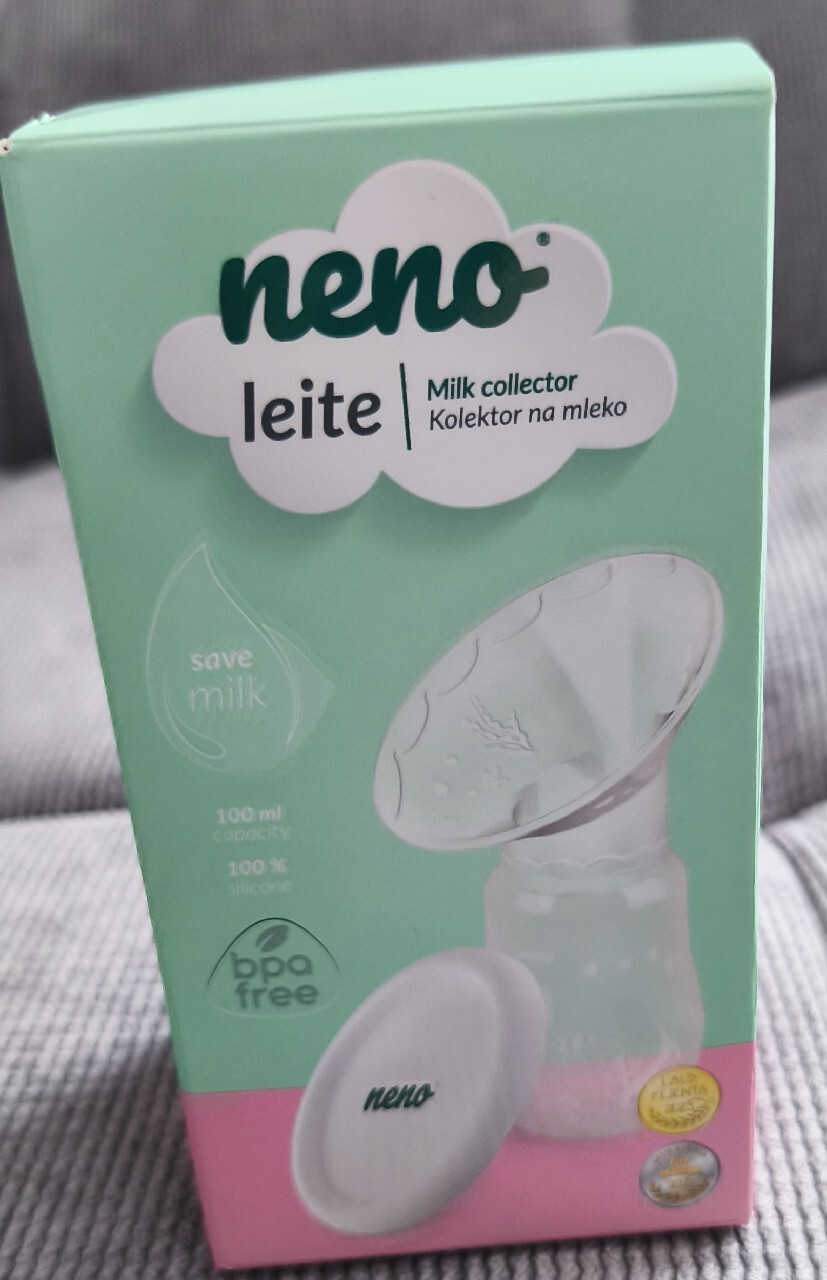 neno®
leite
Milk collector
Kolektor na mleko
save
milk
100 ml
capacity
100 %
silicone
bpa
free
neno